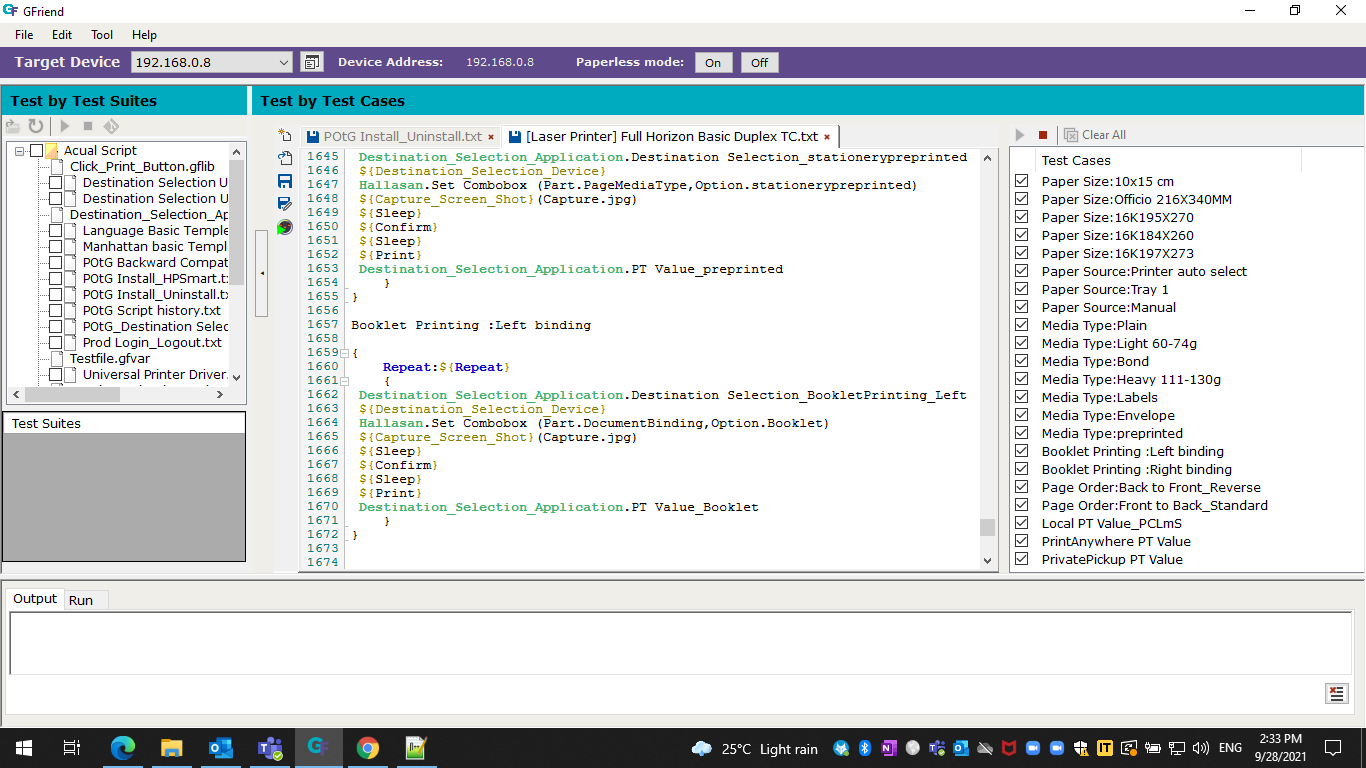 GFriend
File Edit Tool Help
Target Device 192.168.0.8 Device Address: 192.168.0.8 Paperless mode: On Off
Test by Test Suites
Acual Script
Click_Print_Button.gflib
Destination Selection U
Destination Selection U
Destination_Selection_Ap
Language Basic Temple
Manhattan basic Templ
POtG Backward Compat
POtG Install_HPSmart.t
POtG Install_Uninstall.t
POtG Script history.txt
POtG_Destination Selec
Prod Login_Logout.txt
Testfile.gfvar
Universal Printer Driver
Test Suites
Test by Test Cases
POtG Install_Uninstall.txt [Laser Printer] Full Horizon Basic Duplex TC.txt
1645 Destination_Selection_Application.Destination Selection_stationerypreprinted
1646 ${Destination_Selection_Device}
1647 Hallasan.Set Combobox (Part.PageMediaType,Option.stationerypreprinted)
1648 ${Capture_Screen_Shot}(Capture.jpg)
1649 ${Sleep}
1650 ${Confirm}
1651 ${Sleep}
1652 ${Print}
1653 Destination_Selection_Application.PT Value_preprinted
1654 }
1655 }
1656
1657 Booklet Printing :Left binding
1658
1659 {
1660 Repeat:${Repeat}
1661 {
1662 Destination_Selection_Application.Destination Selection_BookletPrinting_Left
1663 ${Destination_Selection_Device}
1664 Hallasan.Set Combobox (Part.DocumentBinding,Option.Booklet)
1665 ${Capture_Screen_Shot}(Capture.jpg)
1666 ${Sleep}
1667 ${Confirm}
1668 ${Sleep}
1669 ${Print}
1670 Destination_Selection_Application.PT Value_Booklet
1671 }
1672 }
1673
1674
Clear All
Test Cases
Paper Size:10x15 cm
Paper Size:Officio 216X340MM
Paper Size:16K195X270
Paper Size:16K184X260
Paper Size:16K197X273
Paper Source:Printer auto select
Paper Source:Tray 1
Paper Source:Manual
Media Type:Plain
Media Type:Light 60-74g
Media Type:Bond
Media Type:Heavy 111-130g
Media Type:Labels
Media Type:Envelope
Media Type:preprinted
Booklet Printing :Left binding
Booklet Printing :Right binding
Page Order:Back to Front_Reverse
Page Order:Front to Back_Standard
Local PT Value_PCLmS
PrintAnywhere PT Value
PrivatePickup PT Value
Output Run
25°C Light rain ENG 2:33 PM
9/28/2021